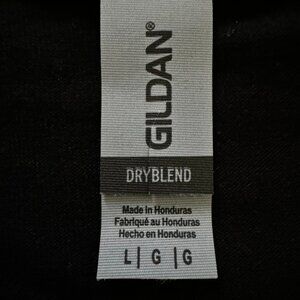 GILDAN®
DRYBLEND
Made in Honduras
Fabriqué au Honduras
Hecho en Honduras
L | G | G